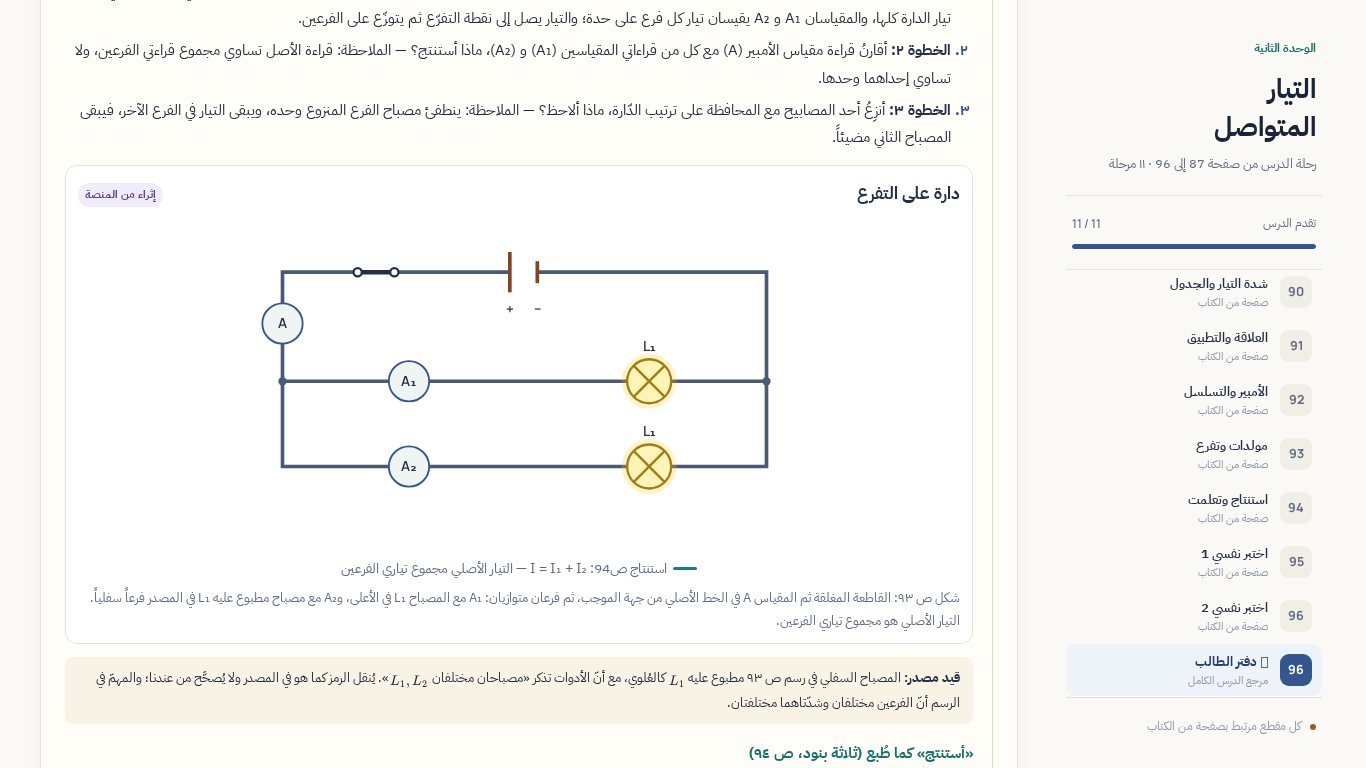 الوحدة الثانية
التيار
المتواصل
رحلة الدرس من صفحة 87 إلى 96 · ١١ مرحلة
تقدم الدرس
11 / 11
90
شدة التيار والجدول
صفحة من الكتاب
91
العلاقة والتطبيق
صفحة من الكتاب
92
الأمبير والتسلسل
صفحة من الكتاب
93
مولدات وتفرع
صفحة من الكتاب
94
استنتاج وتعلمت
صفحة من الكتاب
95
اختبر نفسي 1
صفحة من الكتاب
96
اختبر نفسي 2
صفحة من الكتاب
96
دفتر الطالب
مرجع الدرس الكامل
كل مقطع مرتبط بصفحة من الكتاب
تيار الدارة كلها، والمقياسان A₁ و A₂ يقيسان تيار كل فرع على حدة؛ والتيار يصل إلى نقطة التفرّع ثم يتوزّع على الفرعين.
٢. الخطوة ٢: أقارنُ قراءة مقياس الأمبير (A) مع كل من قراءاتي المقياسين (A₁) و (A₂)، ماذا أستنتج؟ — الملاحظة: قراءة الأصل تساوي مجموع قراءتي الفرعين، ولا
تساوي إحداهما وحدها.
٣. الخطوة ٣: أنزِعُ أحد المصابيح مع المحافظة على ترتيب الدّارة، ماذا ألاحظ؟ — الملاحظة: ينطفئ مصباح الفرع المنزوع وحده، ويبقى التيار في الفرع الآخر، فيبقى
المصباح الثاني مضيئاً.
دارة على التفرع
إثراء من المنصة
+ −
A
L₁
A₁
L₁
A₂
استنتاج ص94: I = I₁ + I₂ — التيار الأصلي مجموع تياري الفرعين
شكل ص ٩٣: القاطعة المغلقة ثم المقياس A في الخط الأصلي من جهة الموجب، ثم فرعان متوازيان: A₁ مع المصباح L₁ في الأعلى، وA₂ مع مصباح مطبوع عليه L₁ في المصدر فرعاً سفلياً.
التيار الأصلي هو مجموع تياري الفرعين.
قيد مصدر: المصباح السفلي في رسم ص ٩٣ مطبوع عليه L₁ كالعُلوي، مع أنّ الأدوات تذكر «مصباحان مختلفان L₁, L₂». يُنقل الرمز كما هو في المصدر ولا يُصحَّح من عندنا؛ والمهمّ في
الرسم أنّ الفرعين مختلفان وشدّتاهما مختلفتان.
«أستنتج» كما طُبع (ثلاثة بنود، ص ٩٤)